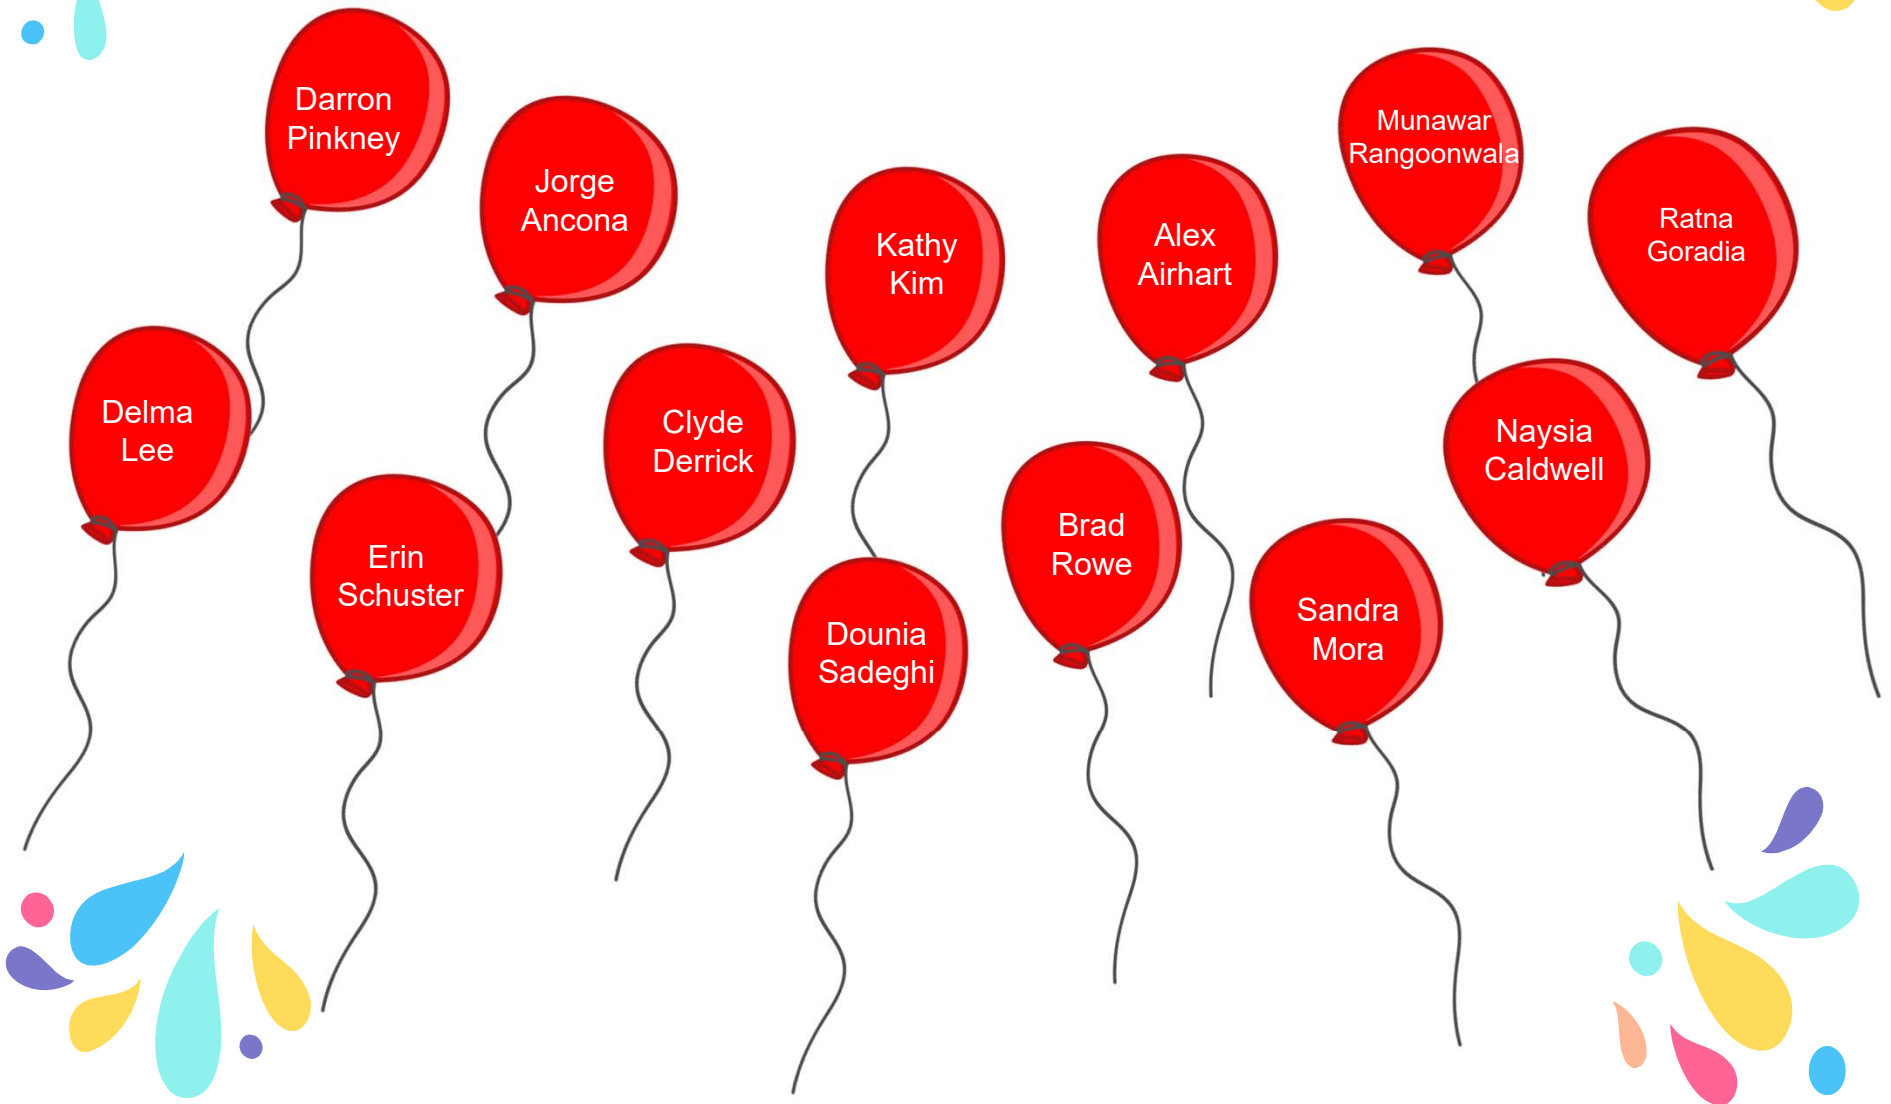 Darron
Pinkney
Jorge
Ancona
Kathy
Kim
Alex
Airhart
Munawar
Rangoonwala
Ratna
Goradia
Delma
Lee
Erin
Schuster
Clyde
Derrick
Dounia
Sadeghi
Brad
Rowe
Sandra
Mora
Naysia
Caldwell